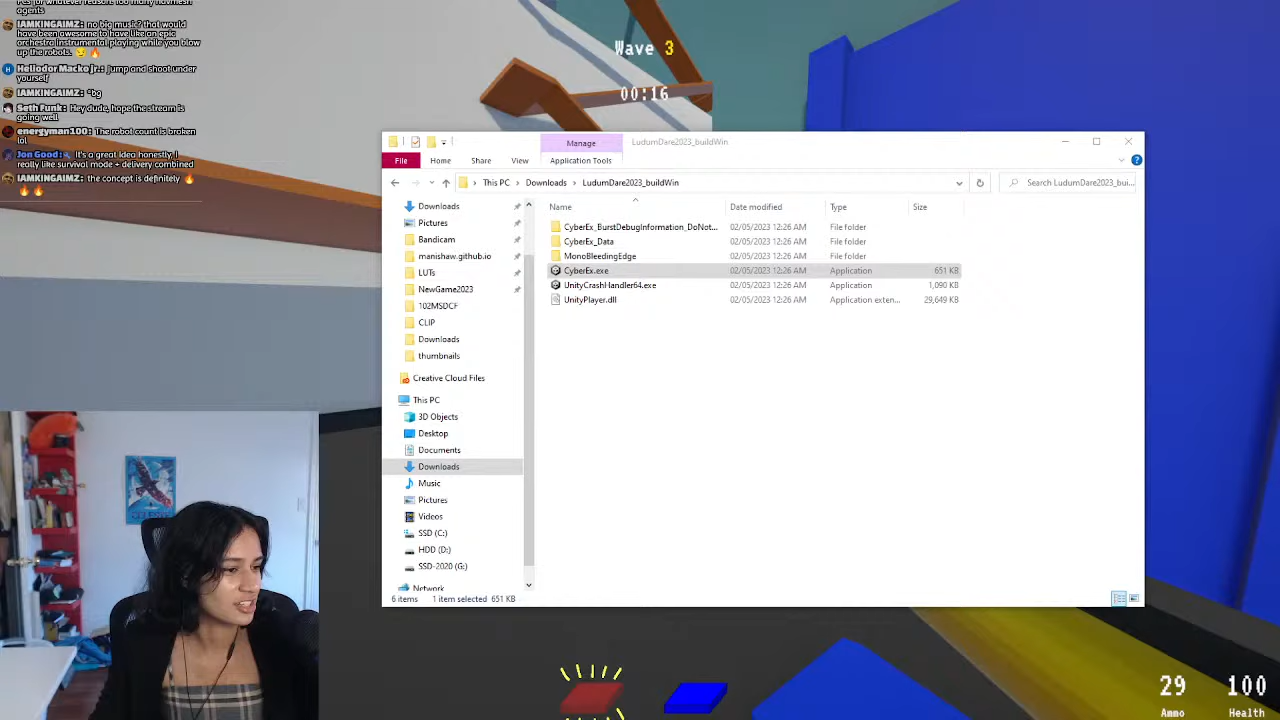 PCs for whatever reasons too many navmesh
agents
IAMKINGAIMZ: no big music? that would
have been awesome to have like an epic
orchestra instrumental playing while you blow
up the robots.
Heliodor Macko jr.: Jump and shoot under
yourself
IAMKINGAIMZ: *bg
Seth Funk: Hey dude, hope the stream is
going well
energyman100: The robot count is broken
lol
Jon Good: It's a great idea honestly, I
really like survival mode + delivery combined
IAMKINGAIMZ: the concept is definitely
Wave 3
00:16
Manage
LudumDare2023_buildWin
File
Home
Share
View
Application Tools
This PC
Downloads
LudumDare2023_buildWin
Search LudumDare2023_bui...
Name
Date modified
Type
Size
CyberEx_BurstDebugInformation_DoNot... 02/05/2023 12:26 AM File folder
CyberEx_Data 02/05/2023 12:26 AM File folder
MonoBleedingEdge 02/05/2023 12:26 AM File folder
CyberEx.exe 02/05/2023 12:26 AM Application 651 KB
UnityCrashHandler64.exe 02/05/2023 12:26 AM Application 1,090 KB
UnityPlayer.dll 02/05/2023 12:26 AM Application exten... 29,649 KB
Downloads
Pictures
Bandicam
manishaw.github.io
LUTs
NewGame2023
102MSDCF
CLIP
Downloads
thumbnails
Creative Cloud Files
This PC
3D Objects
Desktop
Documents
Downloads
Music
Pictures
Videos
SSD (C:)
HDD (D:)
SSD-2020 (G:)
Network
6 items
1 item selected 651 KB
29
Ammo
100
Health